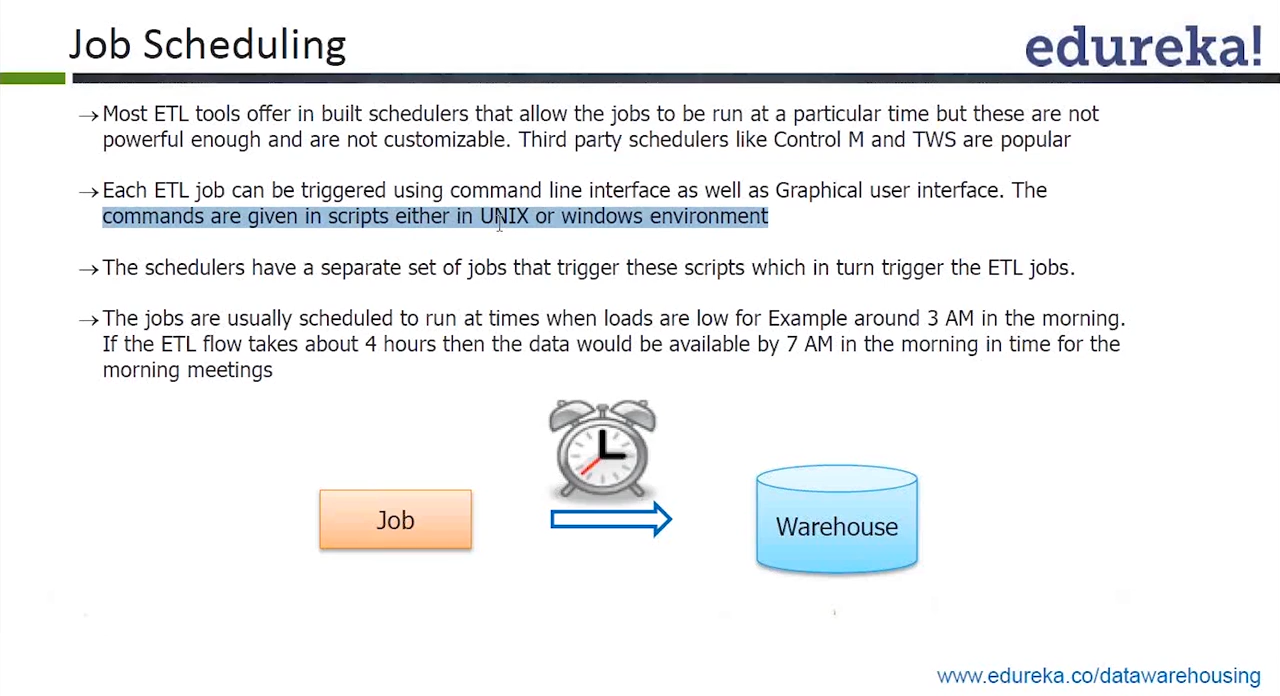 Job Scheduling
edureka!
→Most ETL tools offer in built schedulers that allow the jobs to be run at a particular time but these are not
powerful enough and are not customizable. Third party schedulers like Control M and TWS are popular
→Each ETL job can be triggered using command line interface as well as Graphical user interface. The
commands are given in scripts either in UNIX or windows environment
→The schedulers have a separate set of jobs that trigger these scripts which in turn trigger the ETL jobs.
→The jobs are usually scheduled to run at times when loads are low for Example around 3 AM in the morning.
If the ETL flow takes about 4 hours then the data would be available by 7 AM in the morning in time for the
morning meetings
Job
Warehouse
www.edureka.co/datawarehousing